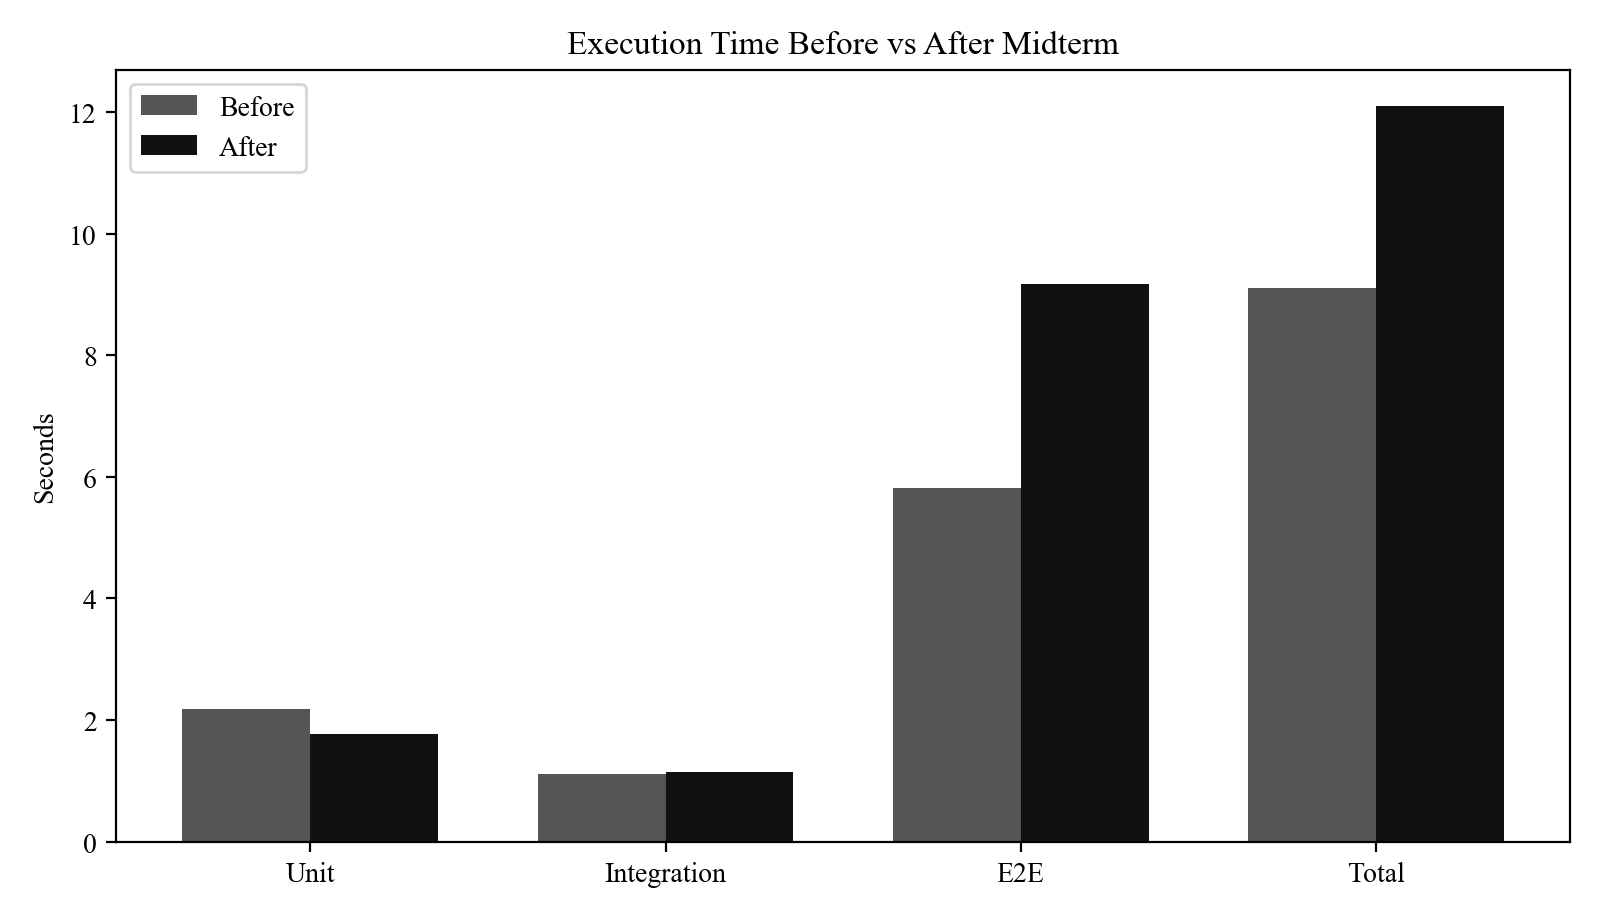 Execution Time Before vs After Midterm
Before
After
12
10
8
6
4
2
0
Seconds
Unit
Integration
E2E
Total